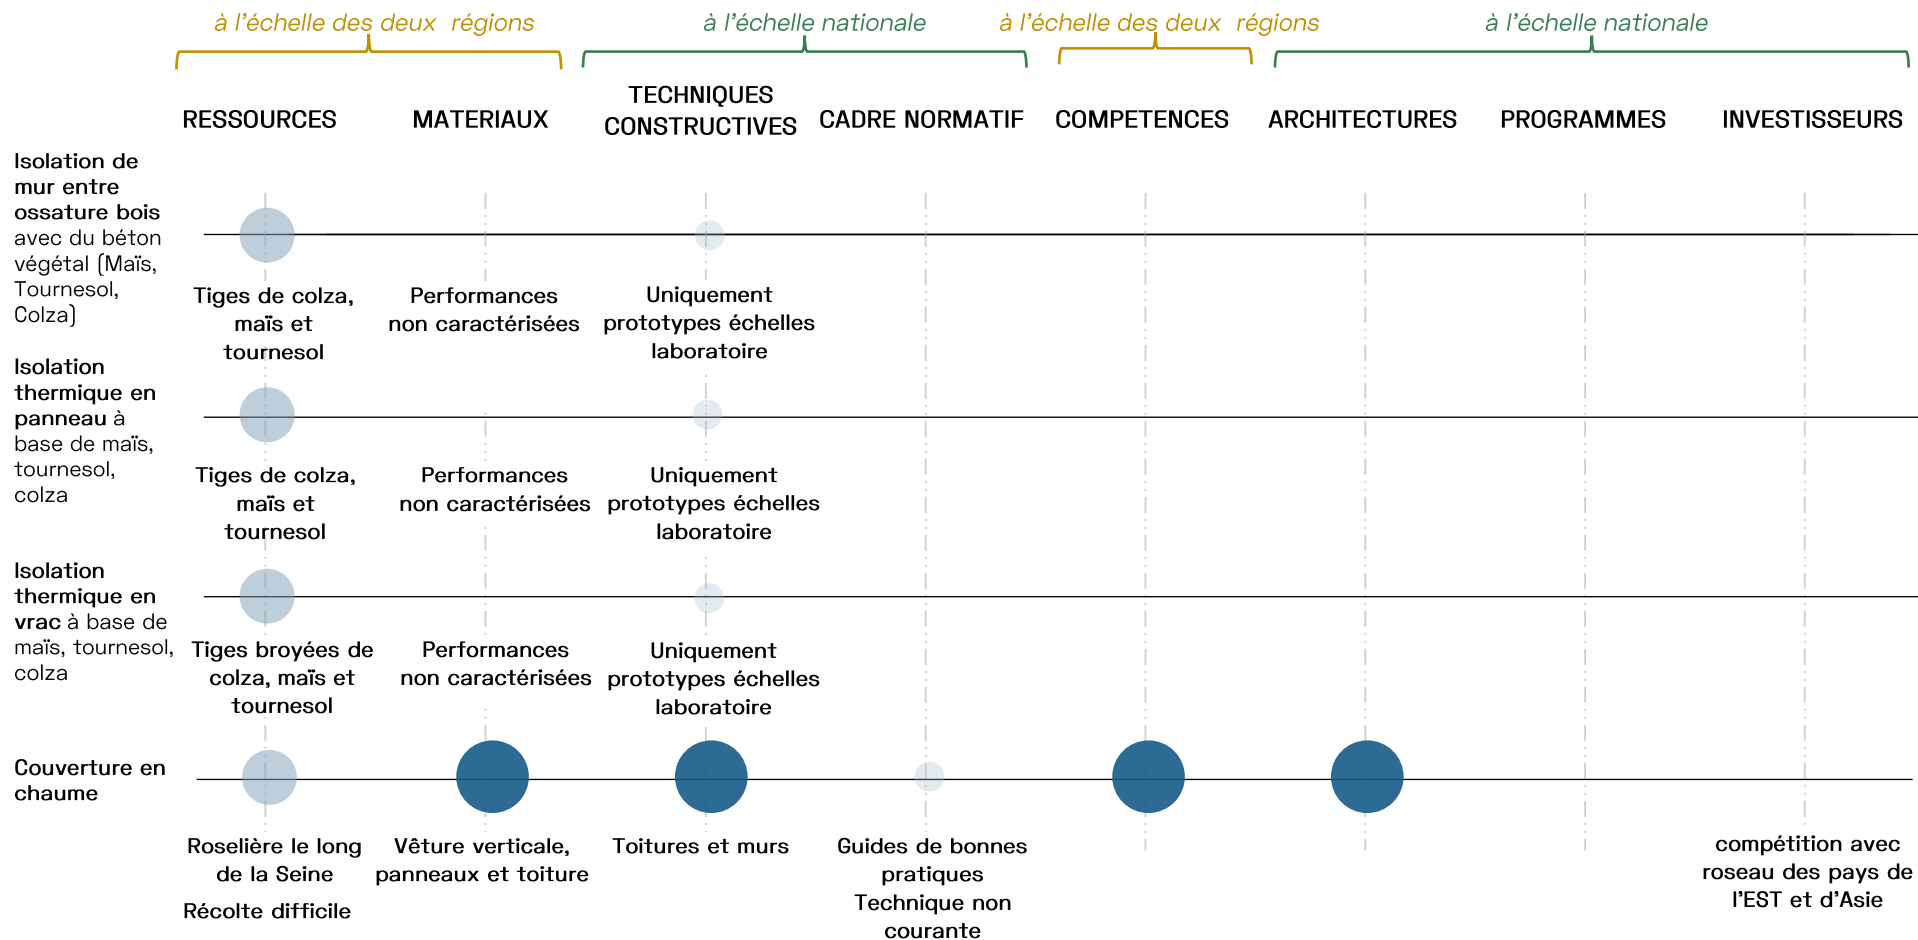 à l'échelle des deux régions
à l'échelle nationale
à l'échelle des deux régions
à l'échelle nationale
RESSOURCES
MATERIAUX
TECHNIQUES
CONSTRUCTIVES
CADRE NORMATIF
COMPETENCES
ARCHITECTURES
PROGRAMMES
INVESTISSEURS
Isolation de
mur entre
ossature bois
avec du béton
végétal (Maïs,
Tournesol,
Colza)
Tiges de colza,
maïs et
tournesol
Performances
non caractérisées
Uniquement
prototypes échelles
laboratoire
Isolation
thermique en
panneau à
base de maïs,
tournesol,
colza
Tiges de colza,
maïs et
tournesol
Performances
non caractérisées
Uniquement
prototypes échelles
laboratoire
Isolation
thermique en
vrac à base de
maïs, tournesol,
colza
Tiges broyées de
colza, maïs et
tournesol
Performances
non caractérisées
Uniquement
prototypes échelles
laboratoire
Couverture en
chaume
Roselière le long
de la Seine
Récolte difficile
Vêture verticale,
panneaux et toiture
Toitures et murs
Guides de bonnes
pratiques
Technique non
courante
compétition avec
roseau des pays de
l'EST et d'Asie